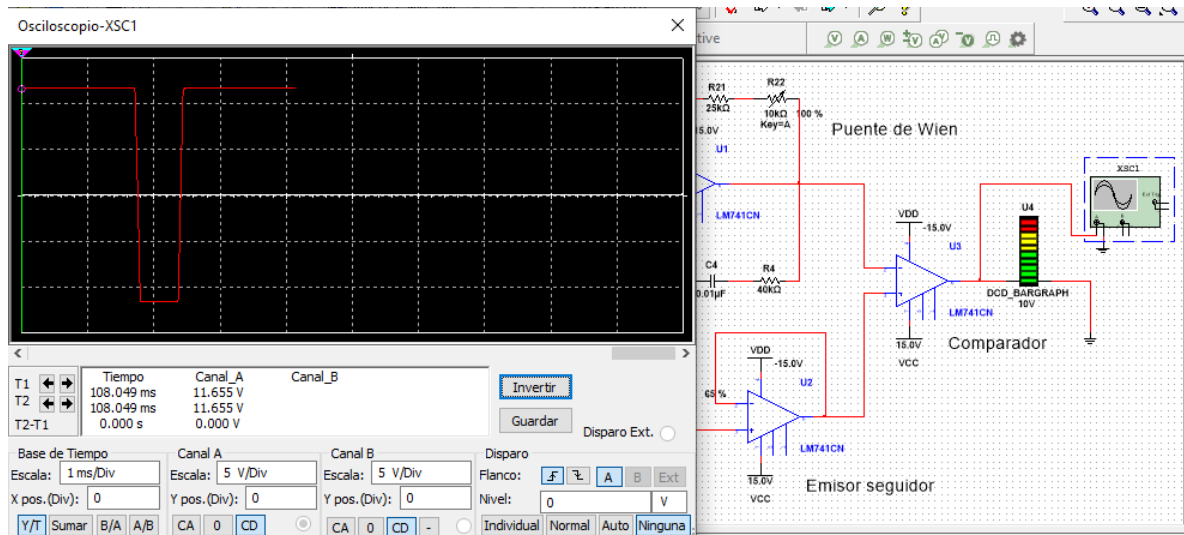 Osciloscopio-XSC1
Tiempo Canal_A Canal_B
T1 108.049 ms 11.655 V
T2 108.049 ms 11.655 V
T2-T1 0.000 s 0.000 V
Invertir
Guardar
Disparo Ext.
Base de Tiempo
Escala: 1 ms/Div
X pos.(Div): 0
Y/T Sumar B/A A/B
Canal A
Escala: 5 V/Div
Y pos.(Div): 0
CA 0 CD
Canal B
Escala: 5 V/Div
Y pos.(Div): 0
CA 0 CD -
Disparo
Flanco: A B Ext
Nivel: 0 V
Individual Normal Auto Ninguna
R21
25kΩ
R22
10kΩ 100 %
Key=A
Puente de Wien
U1
LM741CN
C4
R4
40kΩ
VDD
-15.0V
U3
LM741CN
15.0V
VCC
Comparador
U4
DCD_BARGRAPH
10V
XSC1
VDD
-15.0V
65 %
U2
LM741CN
15.0V
VCC
Emisor seguidor